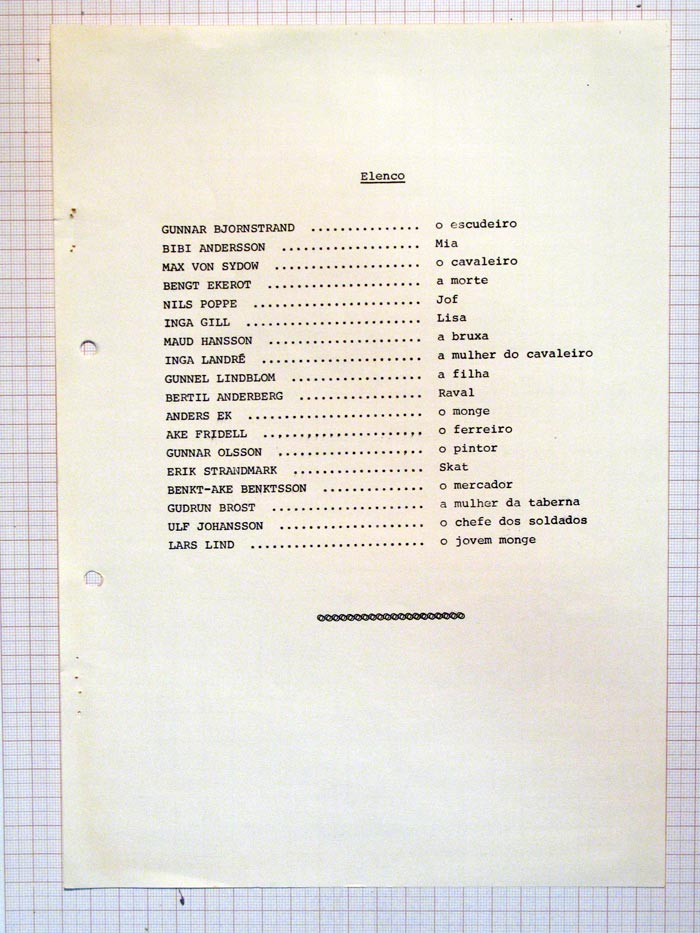 Elenco
GUNNAR BJORNSTRAND ............... o escudeiro
BIBI ANDERSSON ................... Mia
MAX VON SYDOW .................... o cavaleiro
BENGT EKEROT ..................... a morte
NILS POPPE ....................... Jof
INGA GILL ........................ Lisa
MAUD HANSSON ..................... a bruxa
INGA LANDRÉ ...................... a mulher do cavaleiro
GUNNEL LINDBLOM .................. a filha
BERTIL ANDERBERG ................. Raval
ANDERS EK ........................ o monge
AKE FRIDELL ...................... o ferreiro
GUNNAR OLSSON .................... o pintor
ERIK STRANDMARK .................. Skat
BENKT-AKE BENKTSSON .............. o mercador
GUDRUN BROST ..................... a mulher da taberna
ULF JOHANSSON .................... o chefe dos soldados
LARS LIND ........................ o jovem monge